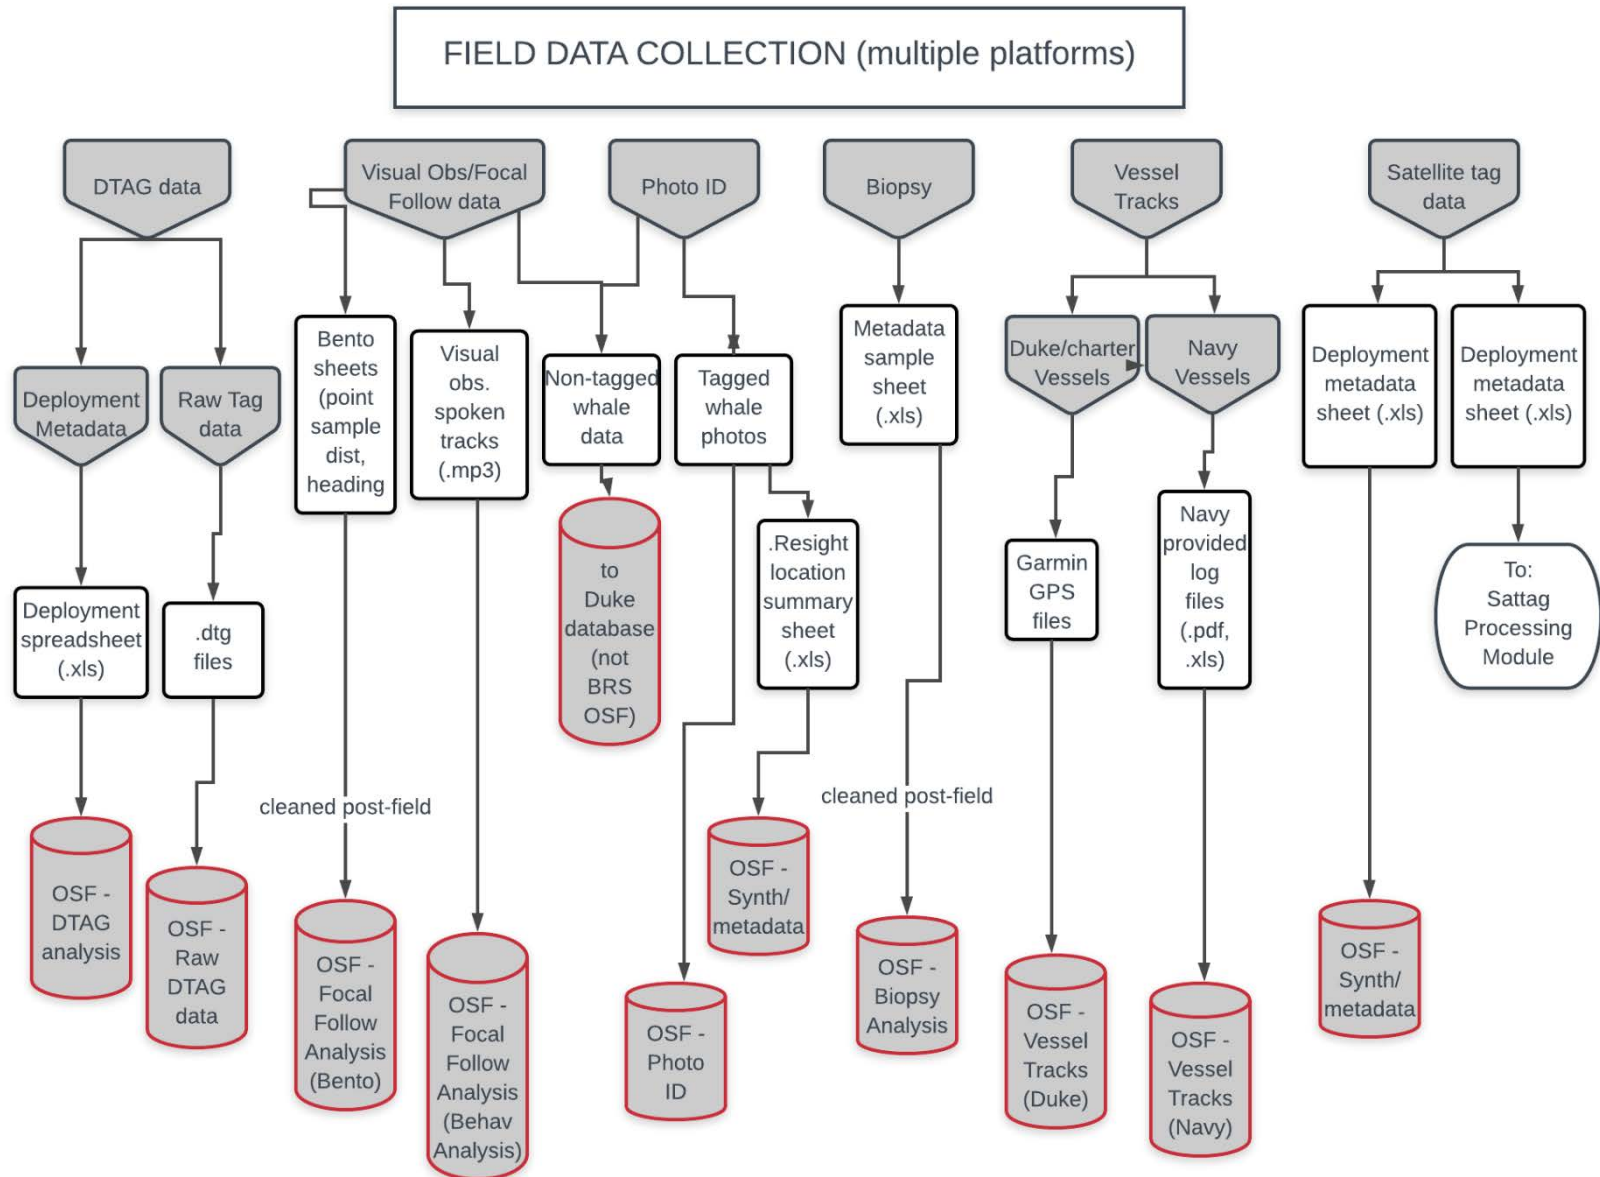 FIELD DATA COLLECTION (multiple platforms)
DTAG data
Visual Obs/Focal
Follow data
Photo ID
Biopsy
Vessel
Tracks
Satellite tag
data
Deployment
Metadata
Raw Tag
data
Bento
sheets
(point
sample
dist,
heading
Visual
obs.
spoken
tracks
(.mp3)
Non-tagged
whale
data
Tagged
whale
photos
Metadata
sample
sheet
(.xls)
Duke/charter
Vessels
Navy
Vessels
Deployment
metadata
sheet (.xls)
Deployment
metadata
sheet (.xls)
Deployment
spreadsheet
(.xls)
.dtg
files
to
Duke
database
(not
BRS
OSF)
.Resight
location
summary
sheet
(.xls)
Garmin
GPS
files
Navy
provided
log
files
(.pdf,
.xls)
To:
Sattag
Processing
Module
cleaned post-field
cleaned post-field
OSF -
DTAG
analysis
OSF -
Raw
DTAG
data
OSF -
Focal
Follow
Analysis
(Bento)
OSF -
Focal
Follow
Analysis
(Behav
Analysis)
OSF -
Photo
ID
OSF -
Synth/
metadata
OSF -
Biopsy
Analysis
OSF -
Vessel
Tracks
(Duke)
OSF -
Vessel
Tracks
(Navy)
OSF -
Synth/
metadata